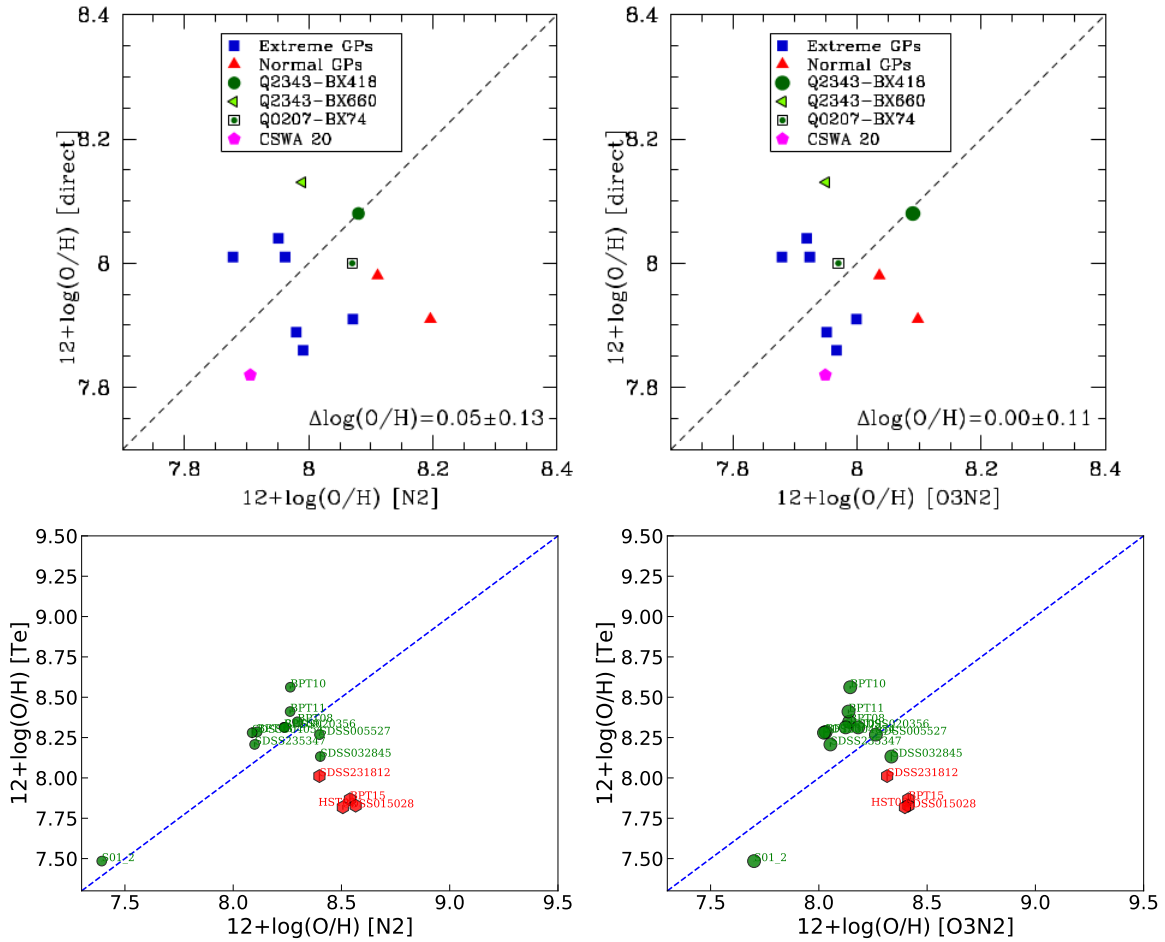 8.4
8.2
8
7.8
12+log(O/H) [direct]
Extreme GPs
Normal GPs
Q2343-BX418
Q2343-BX660
Q0207-BX74
CSWA 20
Δlog(O/H)=0.05±0.13
7.8 8 8.2 8.4
12+log(O/H) [N2]
8.4
8.2
8
7.8
12+log(O/H) [direct]
Extreme GPs
Normal GPs
Q2343-BX418
Q2343-BX660
Q0207-BX74
CSWA 20
Δlog(O/H)=0.00±0.11
7.8 8 8.2 8.4
12+log(O/H) [O3N2]
9.50
9.25
9.00
8.75
8.50
8.25
8.00
7.75
7.50
12+log(O/H) [Te]
BPT10
BPT11
BPT08
SDSS005527
SDSS235347
SDSS032845
SDSS231812
BPT15
S01_2
7.5 8.0 8.5 9.0 9.5
12+log(O/H) [N2]
9.50
9.25
9.00
8.75
8.50
8.25
8.00
7.75
7.50
12+log(O/H) [Te]
BPT10
BPT11
BPT08
SDSS020356
SDSS005527
SDSS032845
SDSS231812
BPT15
SDSS015028
S01_2
7.5 8.0 8.5 9.0 9.5
12+log(O/H) [O3N2]